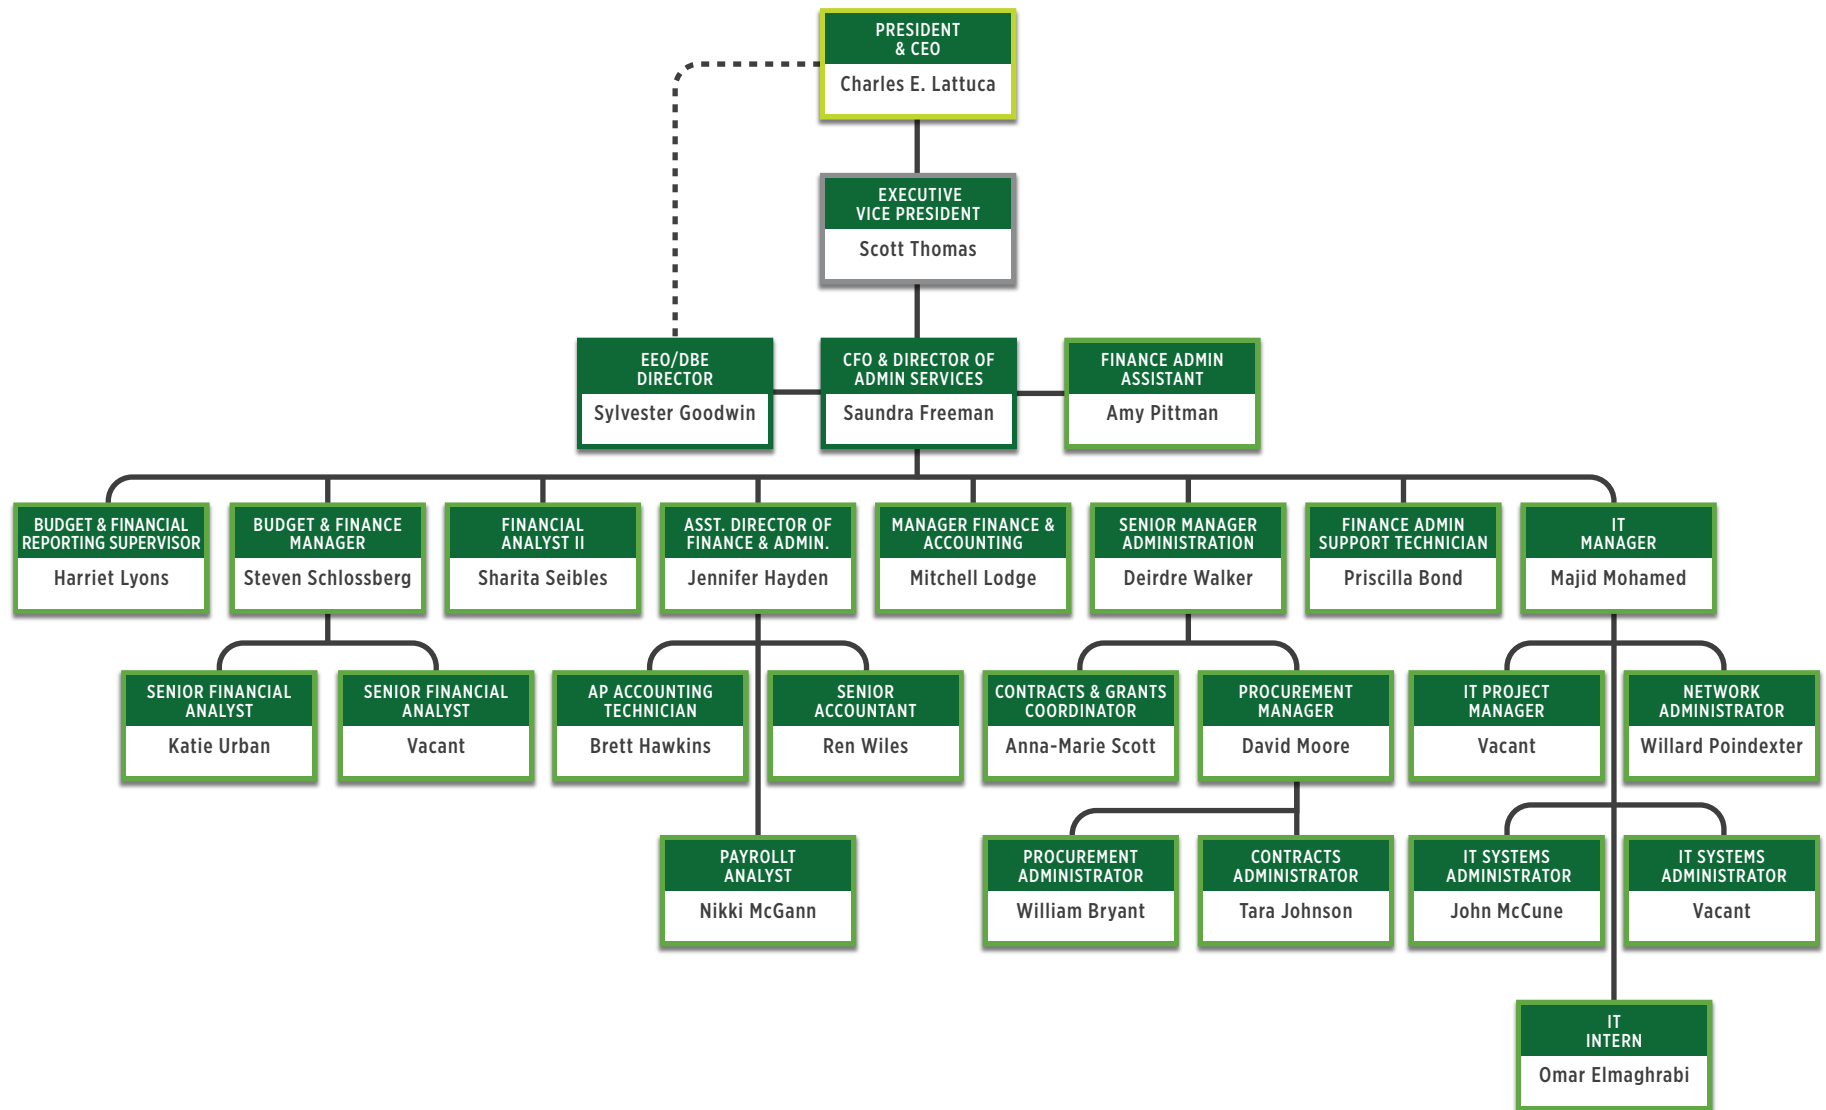 PRESIDENT
& CEO
Charles E. Lattuca
EXECUTIVE
VICE PRESIDENT
Scott Thomas
EEO/DBE
DIRECTOR
Sylvester Goodwin
CFO & DIRECTOR OF
ADMIN SERVICES
Saundra Freeman
FINANCE ADMIN
ASSISTANT
Amy Pittman
BUDGET & FINANCIAL
REPORTING SUPERVISOR
Harriet Lyons
BUDGET & FINANCE
MANAGER
Steven Schlossberg
FINANCIAL
ANALYST II
Sharita Seibles
ASST. DIRECTOR OF
FINANCE & ADMIN.
Jennifer Hayden
MANAGER FINANCE &
ACCOUNTING
Mitchell Lodge
SENIOR MANAGER
ADMINISTRATION
Deirdre Walker
FINANCE ADMIN
SUPPORT TECHNICIAN
Priscilla Bond
IT
MANAGER
Majid Mohamed
SENIOR FINANCIAL
ANALYST
Katie Urban
SENIOR FINANCIAL
ANALYST
Vacant
AP ACCOUNTING
TECHNICIAN
Brett Hawkins
SENIOR
ACCOUNTANT
Ren Wiles
CONTRACTS & GRANTS
COORDINATOR
Anna-Marie Scott
PROCUREMENT
MANAGER
David Moore
IT PROJECT
MANAGER
Vacant
NETWORK
ADMINISTRATOR
Willard Poindexter
PAYROLLT
ANALYST
Nikki McGann
PROCUREMENT
ADMINISTRATOR
William Bryant
CONTRACTS
ADMINISTRATOR
Tara Johnson
IT SYSTEMS
ADMINISTRATOR
John McCune
IT SYSTEMS
ADMINISTRATOR
Vacant
IT
INTERN
Omar Elmaghrabi